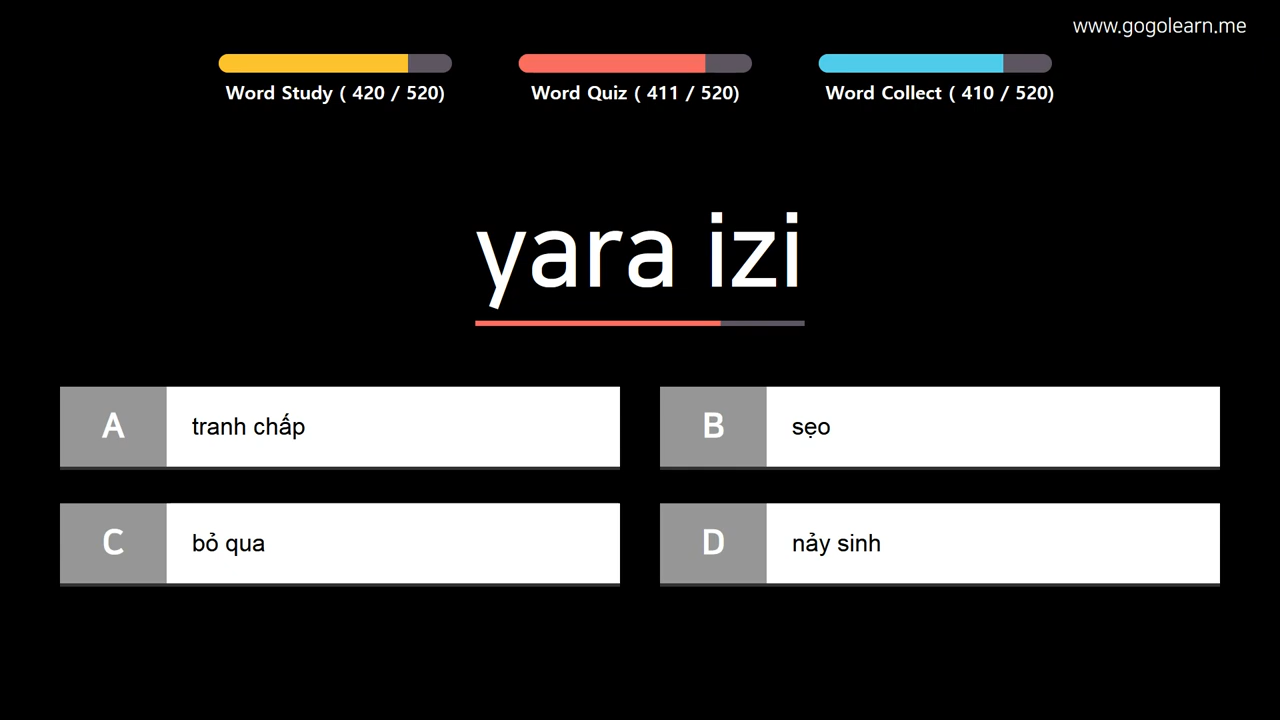 www.gogolearn.me
Word Study ( 420 / 520)
Word Quiz ( 411 / 520)
Word Collect ( 410 / 520)
yara izi
A
tranh chấp
B
sẹo
C
bỏ qua
D
nảy sinh